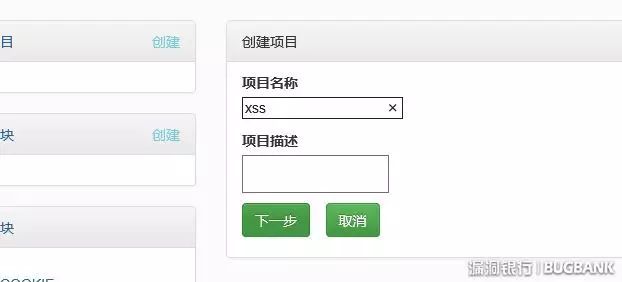 目 创建
块 创建
块
创建项目
项目名称
xss ×
项目描述
下一步 取消
漏洞银行 | BUGBANK